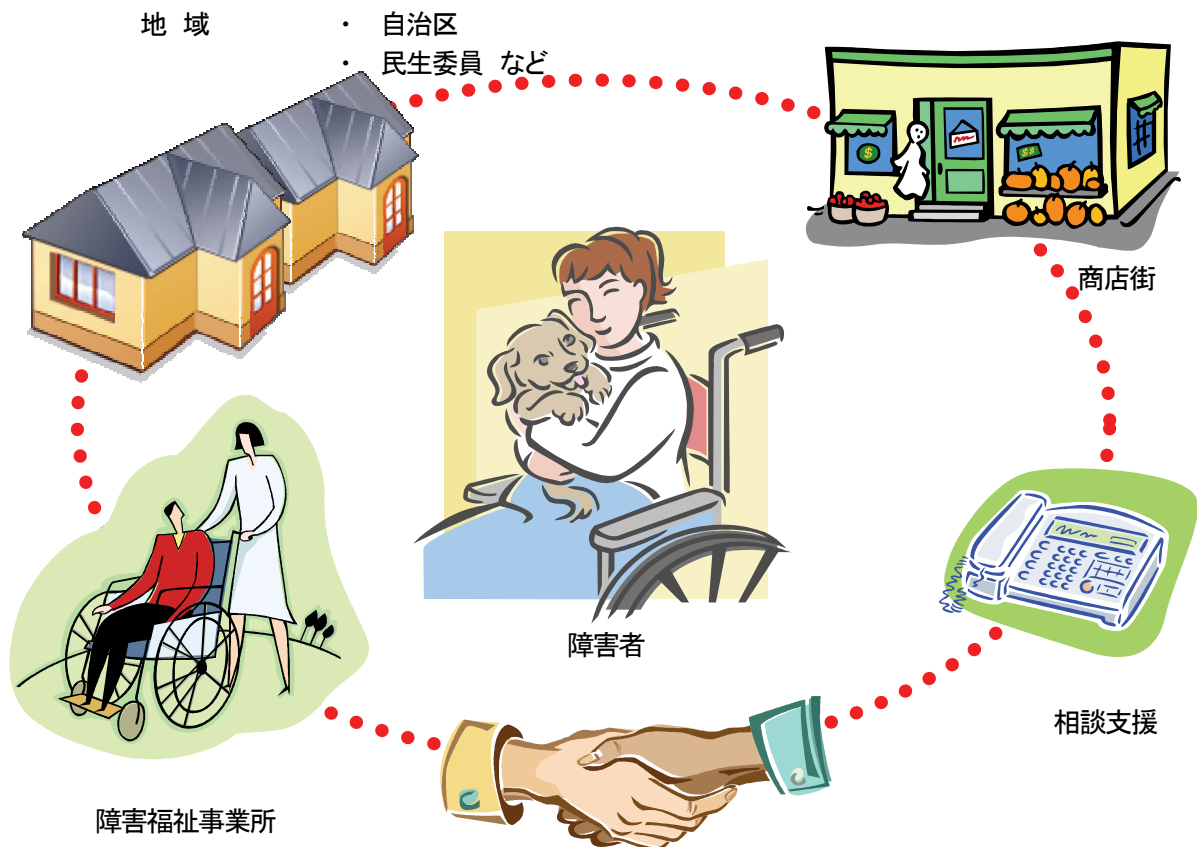 地 域 ・ 自治区
・ 民生委員 など
商店街
障害者
相談支援
障害福祉事業所